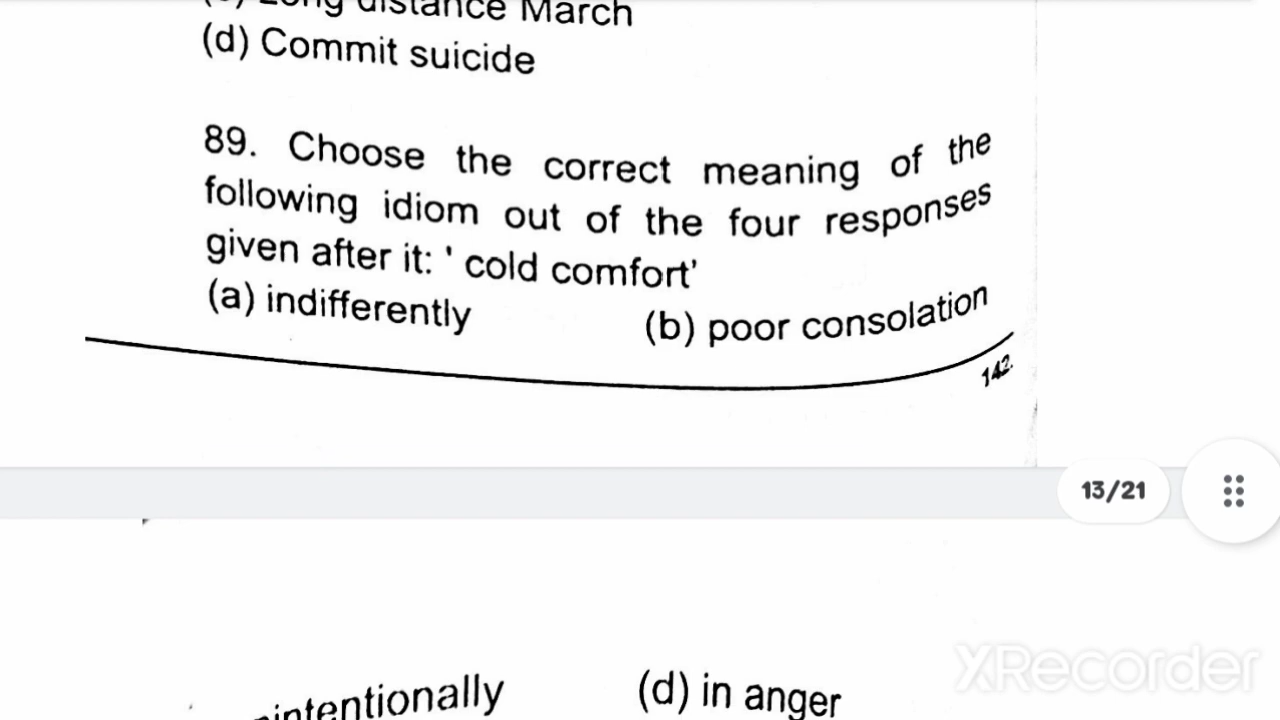 distance March
(d) Commit suicide
89. Choose the correct meaning of the
following idiom out of the four responses
given after it: ' cold comfort'
(a) indifferently (b) poor consolation
142.
13/21
(d) in anger
XRecorder